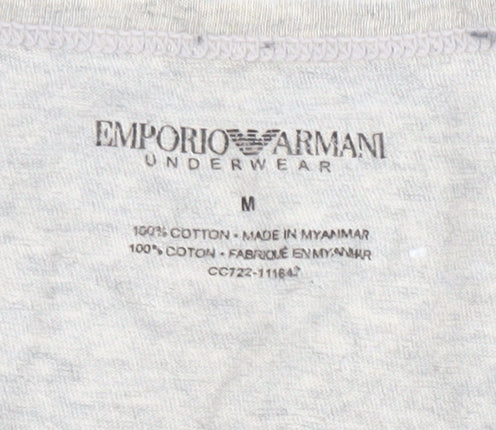 EMPORIO ARMANI
UNDERWEAR
M
100% COTTON - MADE IN MYANMAR
100% COTON - FABRIQUÉ EN MYANMAR